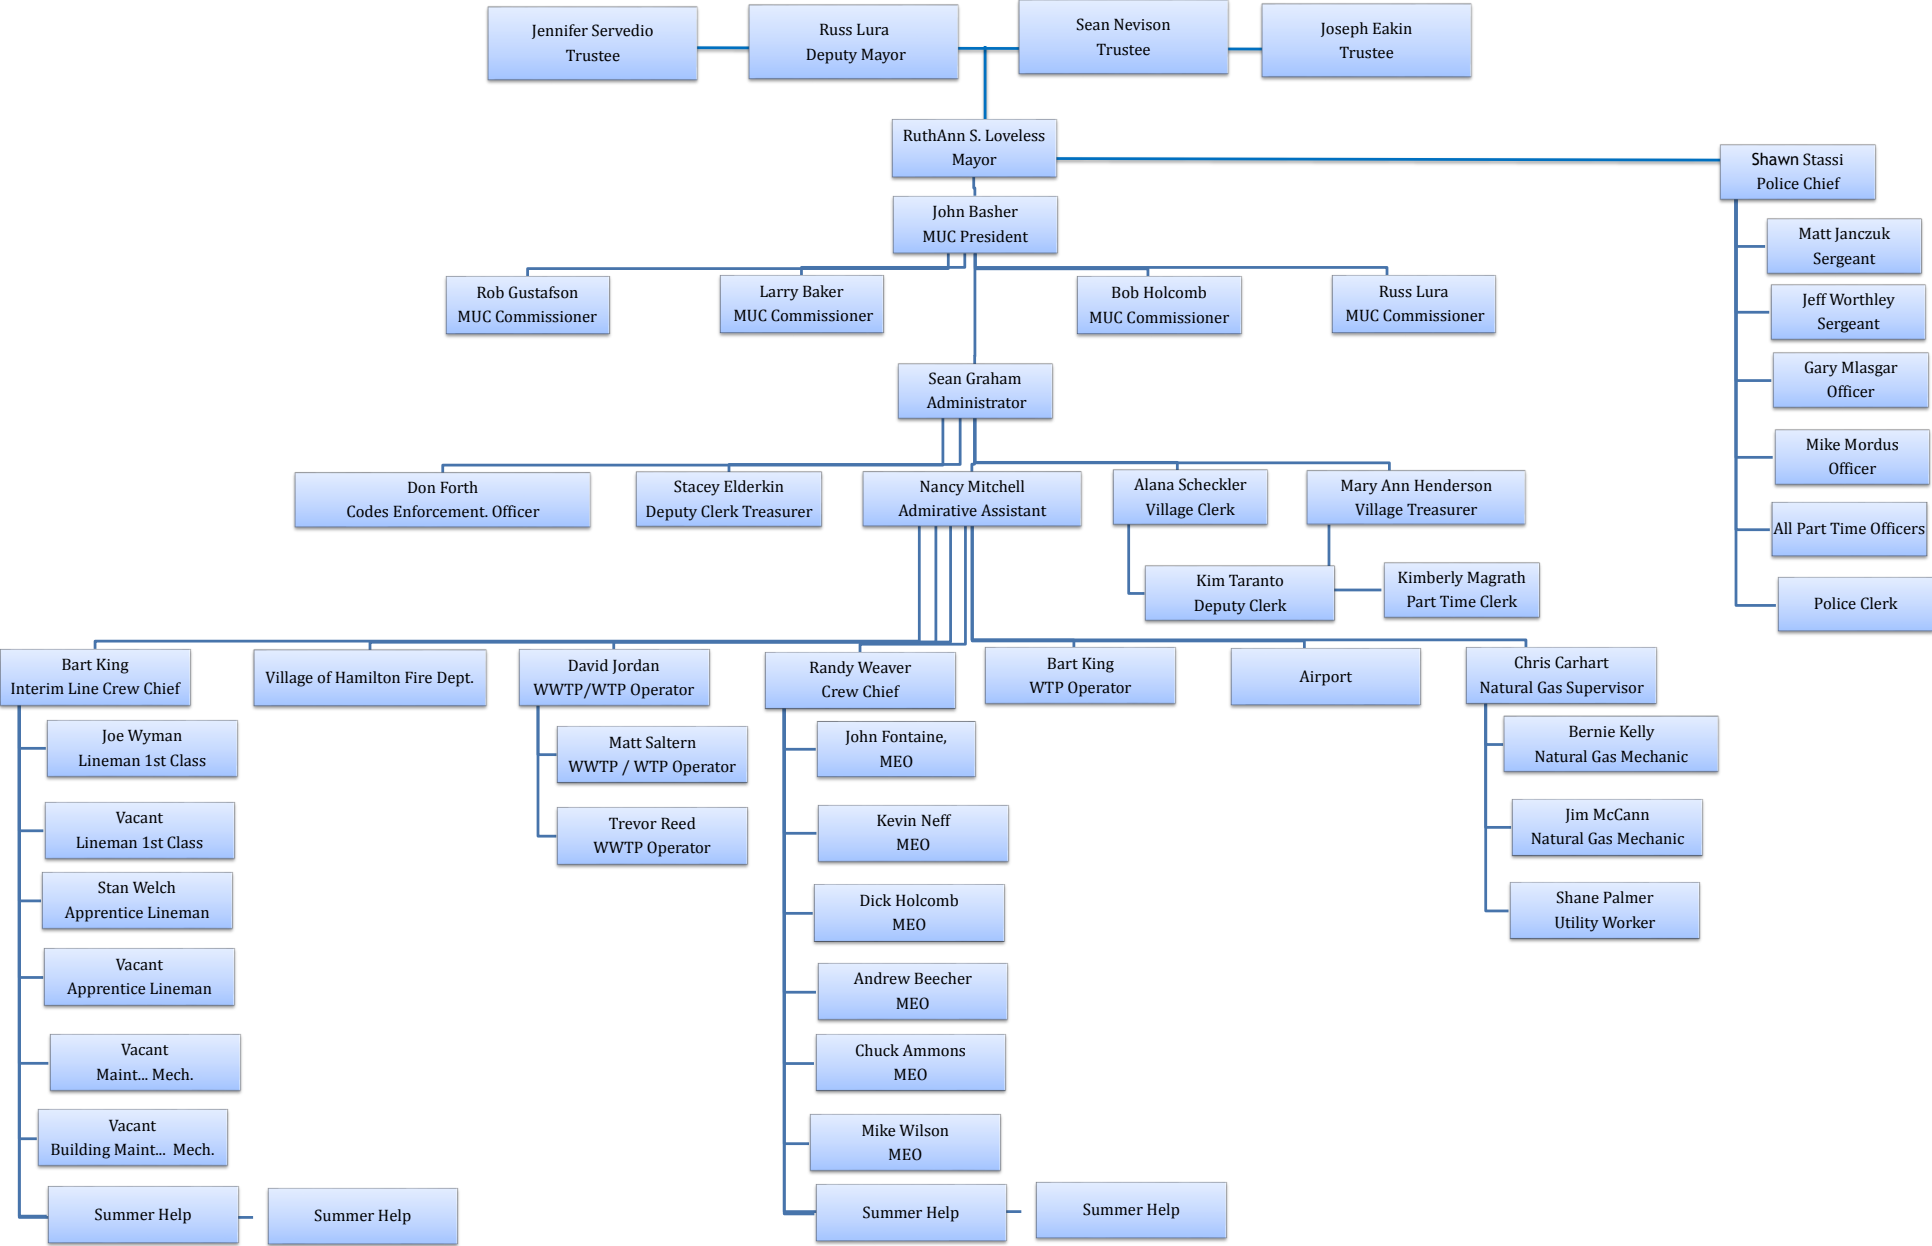 Jennifer Servedio
Trustee
Russ Lura
Deputy Mayor
Sean Nevison
Trustee
Joseph Eakin
Trustee
RuthAnn S. Loveless
Mayor
Shawn Stassi
Police Chief
John Basher
MUC President
Matt Janczuk
Sergeant
Jeff Worthley
Sergeant
Gary Mlasgar
Officer
Mike Mordus
Officer
All Part Time Officers
Police Clerk
Rob Gustafson
MUC Commissioner
Larry Baker
MUC Commissioner
Bob Holcomb
MUC Commissioner
Russ Lura
MUC Commissioner
Sean Graham
Administrator
Don Forth
Codes Enforcement. Officer
Stacey Elderkin
Deputy Clerk Treasurer
Nancy Mitchell
Admirative Assistant
Alana Scheckler
Village Clerk
Mary Ann Henderson
Village Treasurer
Kim Taranto
Deputy Clerk
Kimberly Magrath
Part Time Clerk
Bart King
Interim Line Crew Chief
Village of Hamilton Fire Dept.
David Jordan
WWTP/WTP Operator
Randy Weaver
Crew Chief
Bart King
WTP Operator
Airport
Chris Carhart
Natural Gas Supervisor
Joe Wyman
Lineman 1st Class
Vacant
Lineman 1st Class
Stan Welch
Apprentice Lineman
Vacant
Apprentice Lineman
Vacant
Maint... Mech.
Vacant
Building Maint... Mech.
Summer Help
Summer Help
Matt Saltern
WWTP / WTP Operator
Trevor Reed
WWTP Operator
John Fontaine,
MEO
Kevin Neff
MEO
Dick Holcomb
MEO
Andrew Beecher
MEO
Chuck Ammons
MEO
Mike Wilson
MEO
Summer Help
Summer Help
Bernie Kelly
Natural Gas Mechanic
Jim McCann
Natural Gas Mechanic
Shane Palmer
Utility Worker